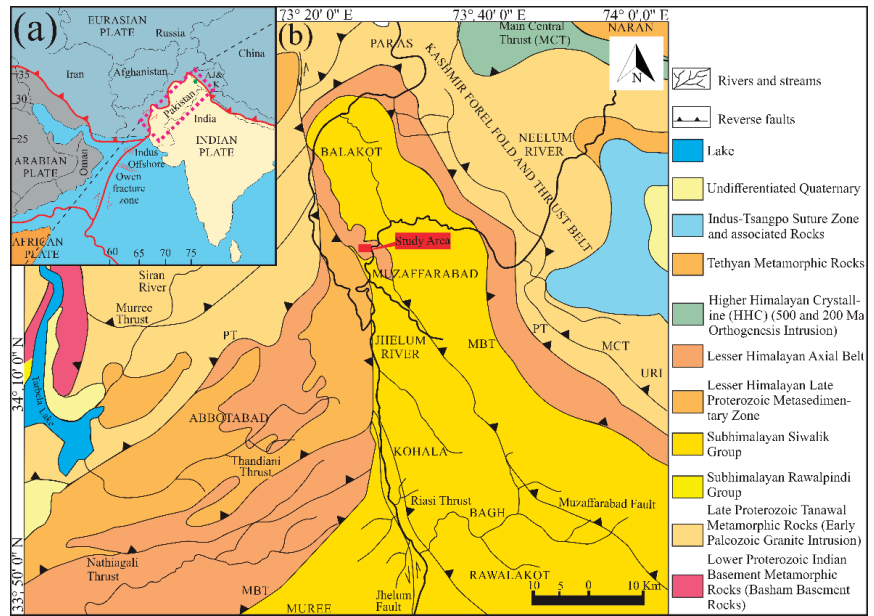 73° 20' 0" E
73° 40' 0" E
74° 0' 0" E
(a)
EURASIAN
PLATE
Russia
China
Iran
Afghanistan
AJ&
K
Pakistan
India
INDIAN
PLATE
ARABIAN
PLATE
Oman
Indus
Offshore
Owen
fracture
zone
AFRICAN
PLATE
35
30
25
60
65
70
75
(b)
PARAS
Main Central
Thrust (MCT)
NARAN
N
KASHMIR FOREL FOLD AND THRUST BELT
NEELUM
RIVER
BALAKOT
Study Area
MUZAFFARABAD
Siran
River
Murree
Thrust
PT
JIIELUM
RIVER
MBT
PT
MCT
URI
34° 10' 0" N
Tarbela Lake
ABBOTABAD
Thandiani
Thrust
KOHALA
Riasi Thrust
Muzaffarabad Fault
BAGH
Nathiagali
Thrust
MBT
RAWALAKOT
33° 50' 0" N
Jhelum
Fault
MUREE
10 5 0 10 Km
Rivers and streams
Reverse faults
Lake
Undifferentiated Quaternary
Indus-Tsangpo Suture Zone
and associated Rocks
Tethyan Metamorphic Rocks
Higher Himalayan Crystall-
ine (HHC) (500 and 200 Ma
Orthogenesis Intrusion)
Lesser Himalayan Axial Belt
Lesser Himalayan Late
Proterozoic Metasedimen-
tary Zone
Subhimalayan Siwalik
Group
Subhimalayan Rawalpindi
Group
Late Proterozoic Tanawal
Metamorphic Rocks (Early
Palcozoic Granite Intrusion)
Lower Proterozoic Indian
Basement Metamorphic
Rocks (Basham Basement
Rocks)